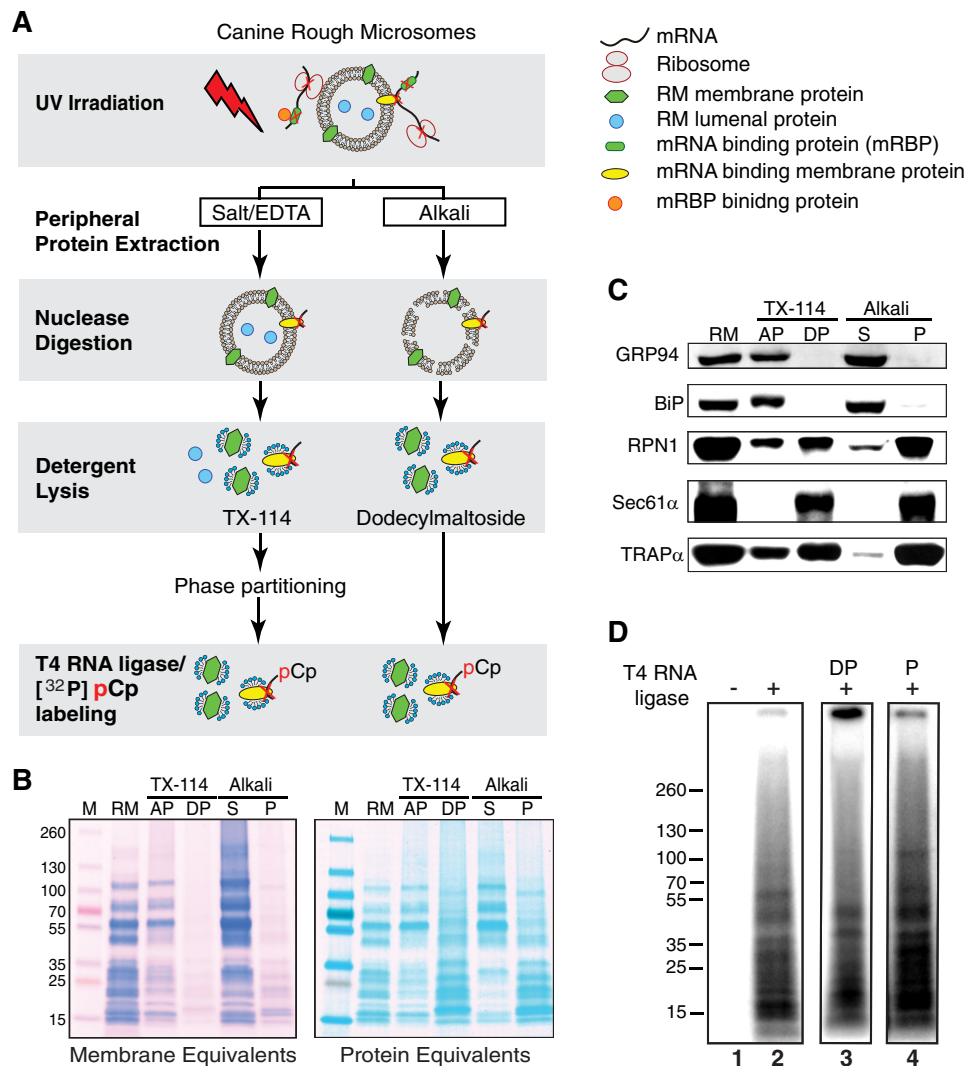 A
Canine Rough Microsomes
UV Irradiation
Peripheral
Protein Extraction
Salt/EDTA
Alkali
Nuclease
Digestion
Detergent
Lysis
TX-114
Dodecylmaltoside
Phase partitioning
T4 RNA ligase/
[32P] pCp
labeling
pCp
pCp
mRNA
Ribosome
RM membrane protein
RM lumenal protein
mRNA binding protein (mRBP)
mRNA binding membrane protein
mRBP binidng protein
B
TX-114
Alkali
M RM AP DP S P
260
130
100
70
55
35
25
15
Membrane Equivalents
TX-114
Alkali
M RM AP DP S P
Protein Equivalents
C
TX-114
Alkali
RM AP DP S P
GRP94
BiP
RPN1
Sec61α
TRAPα
D
T4 RNA
ligase
DP
P
- + + +
260
130
100
70
55
35
25
15
1 2 3 4